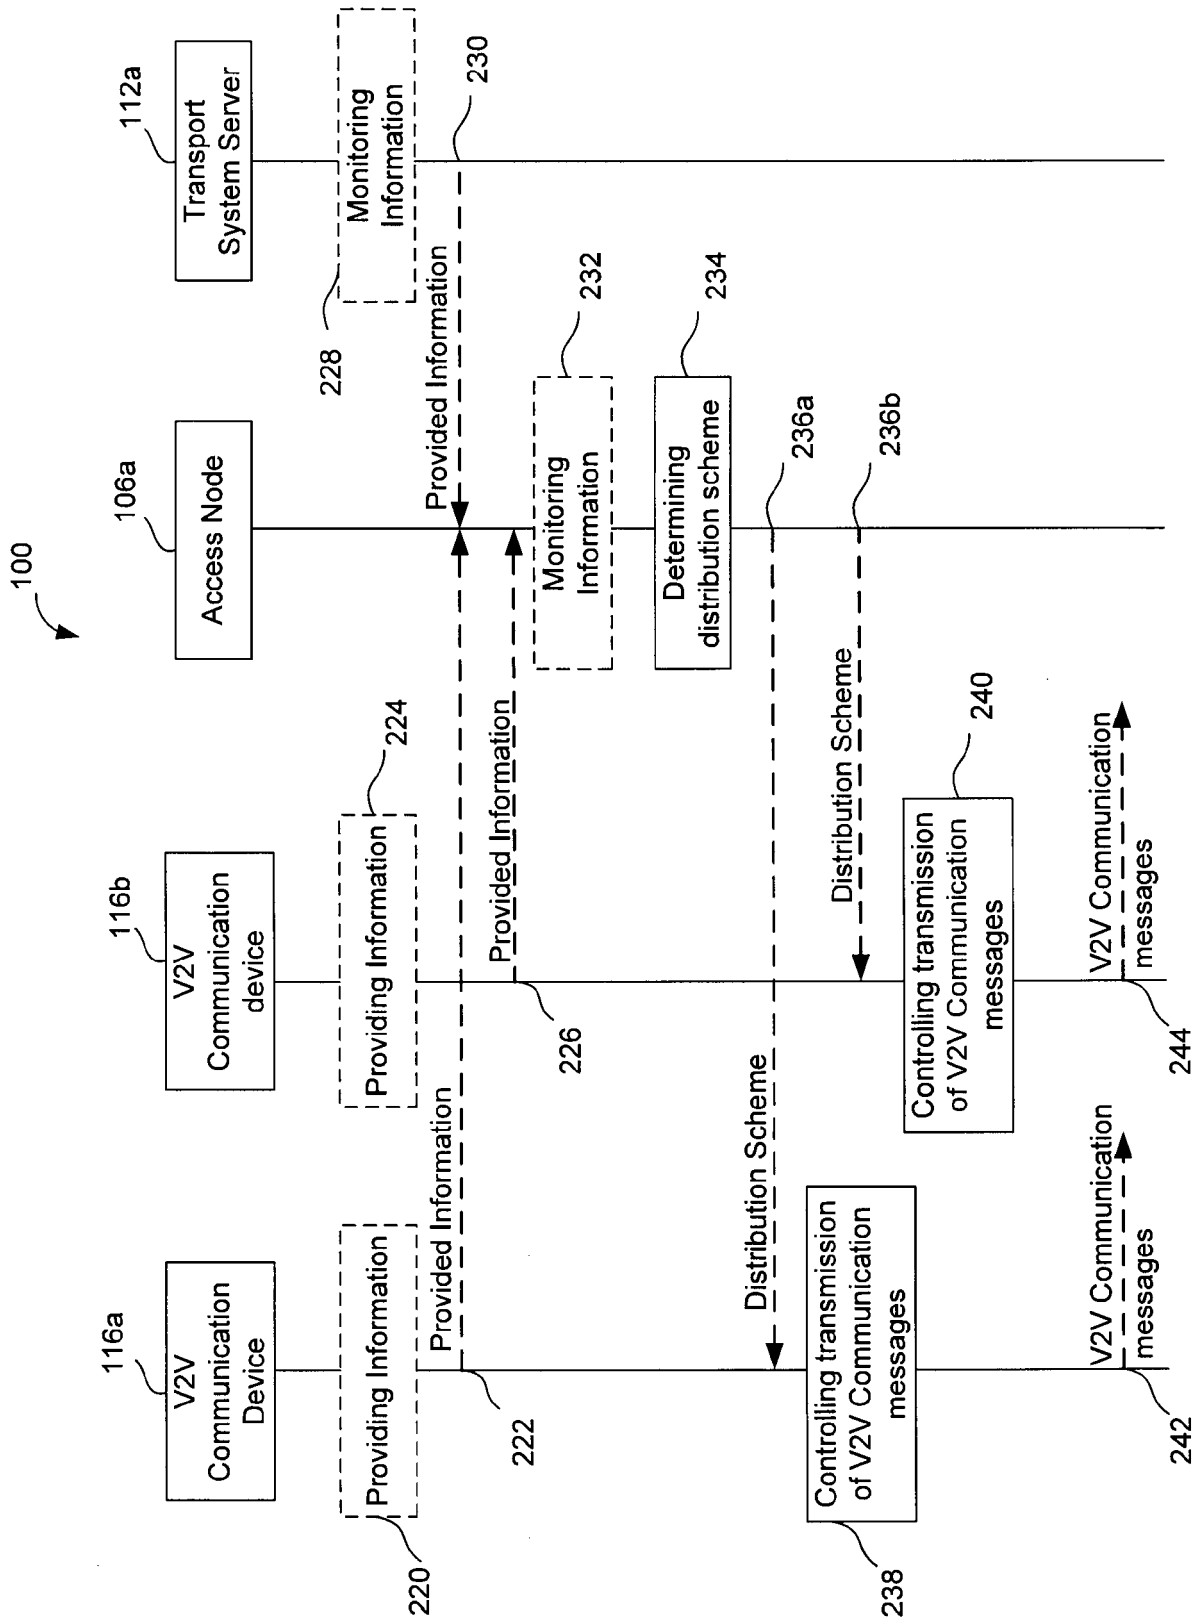 100
116a
116b
106a
112a
V2V
Communication
Device
V2V
Communication
device
Access Node
Transport
System Server
Providing Information
220
Providing Information
224
228
Monitoring
Information
Provided Information
222
Provided Information
230
Provided Information
226
Monitoring
Information
232
Determining
distribution scheme
234
Distribution Scheme
236a
Distribution Scheme
236b
Controlling transmission
of V2V Communication
messages
238
Controlling transmission
of V2V Communication
messages
240
V2V Communication
messages
242
V2V Communication
messages
244